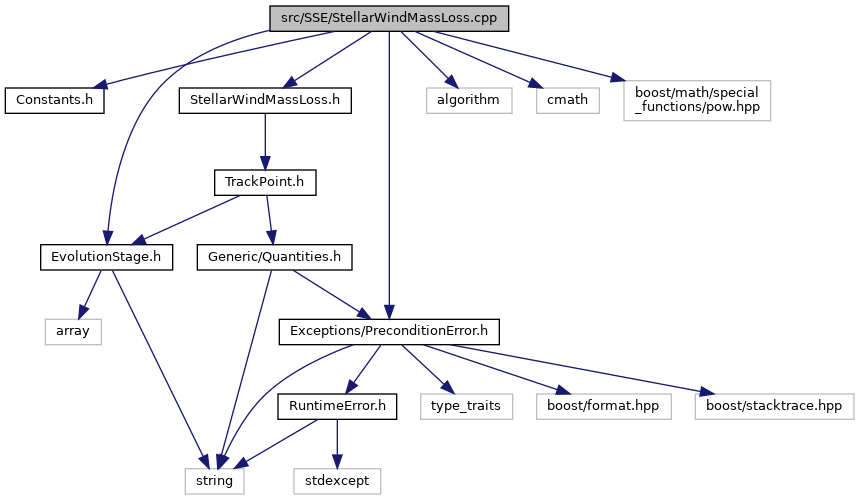 src/SSE/StellarWindMassLoss.cpp
Constants.h
StellarWindMassLoss.h
algorithm
cmath
boost/math/special
_functions/pow.hpp
TrackPoint.h
EvolutionStage.h
Generic/Quantities.h
array
Exceptions/PreconditionError.h
RuntimeError.h
type_traits
boost/format.hpp
boost/stacktrace.hpp
string
stdexcept